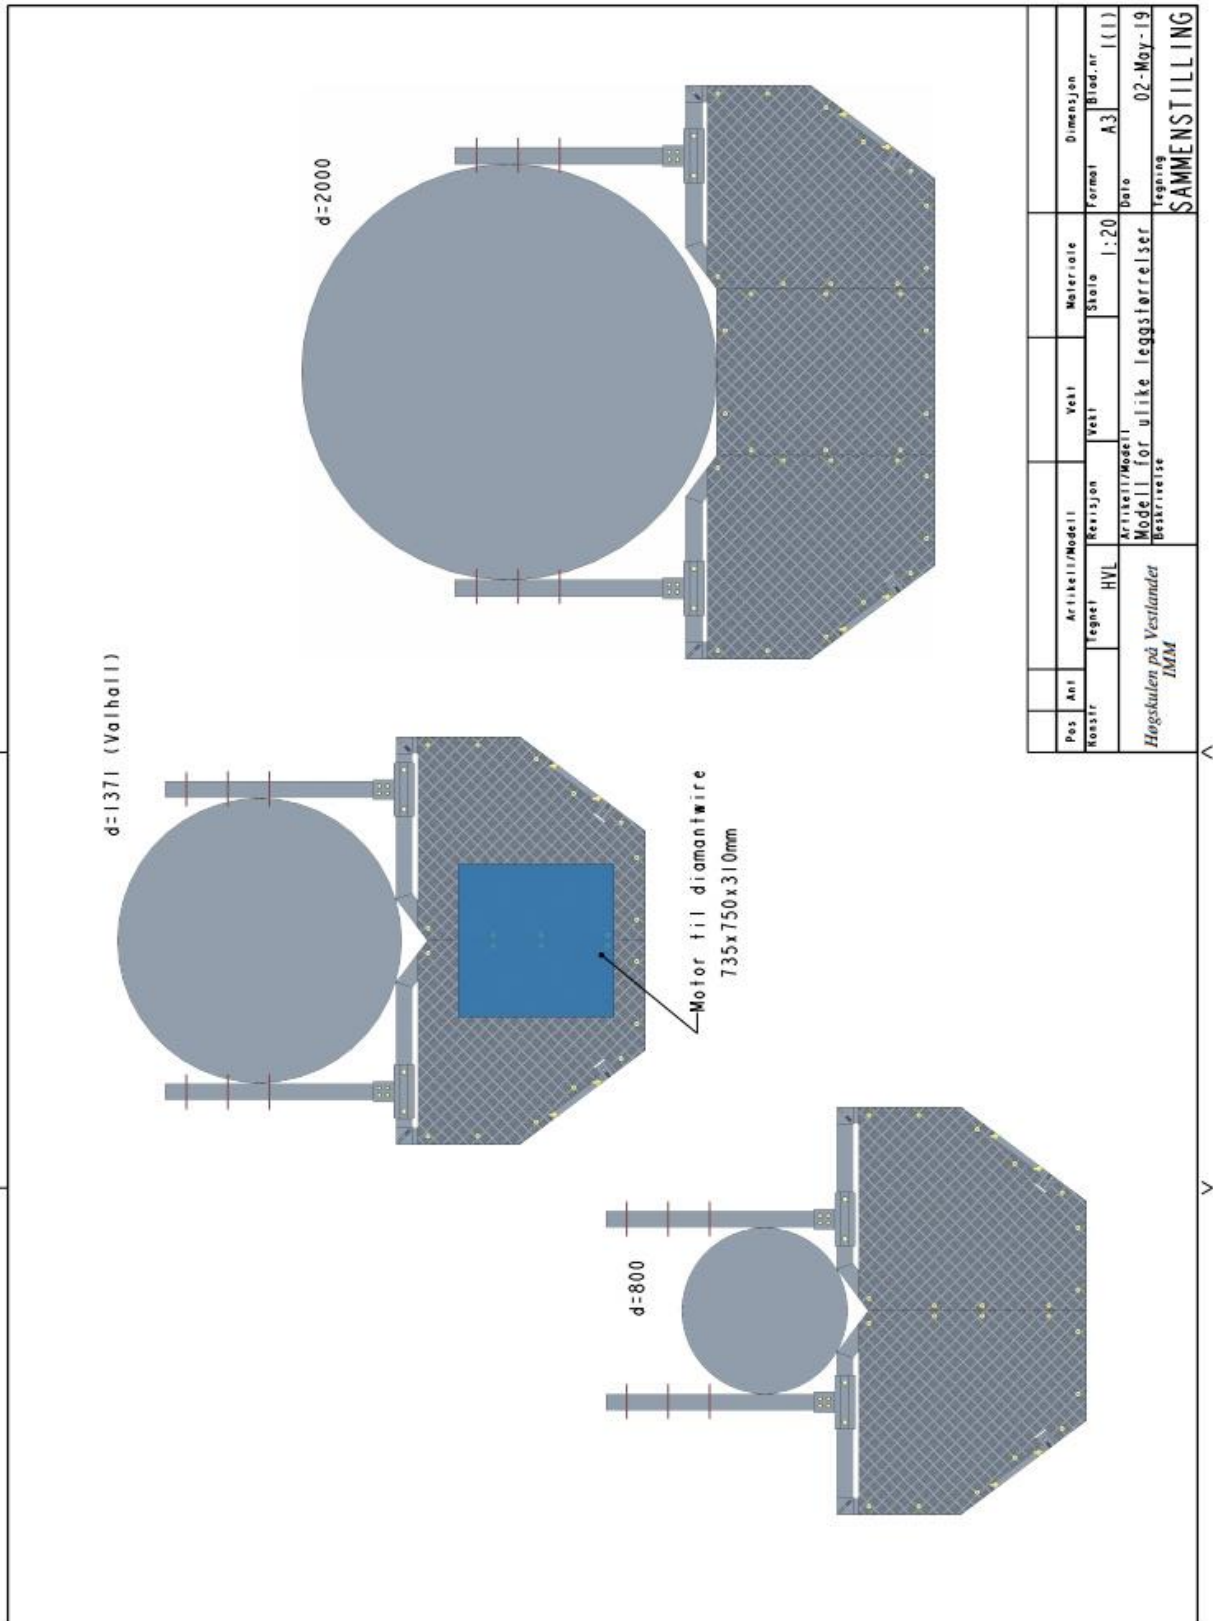 d=2000
d=1371 (Valhall)
Motor til diamantwire
735x750x310mm
d=800
Pos Ant Artikell/Modell Vekt Materiale Dimensjon
Konstr Tegnet HVL Revisjon Vekt Skala 1:20 Format A3 Blad.nr 1(1)
Høgskulen på Vestlandet
IMM
Artikell/Modell
Modell for ulike leggstørrelser
Dato
02-May-19
Beskrivelse
Tegning
SAMMENSTILLING